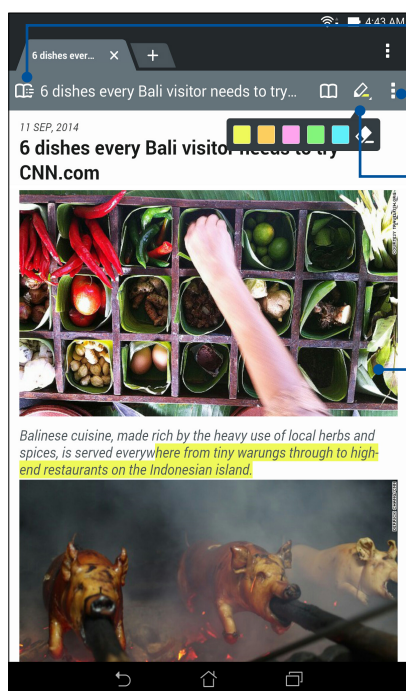 4:43 AM
6 dishes ever...
6 dishes every Bali visitor needs to try...
11 SEP, 2014
6 dishes every Bali visitor needs to try
CNN.com
Balinese cuisine, made rich by the heavy use of local herbs and
spices, is served everywhere from tiny warungs through to high-
end restaurants on the Indonesian island.